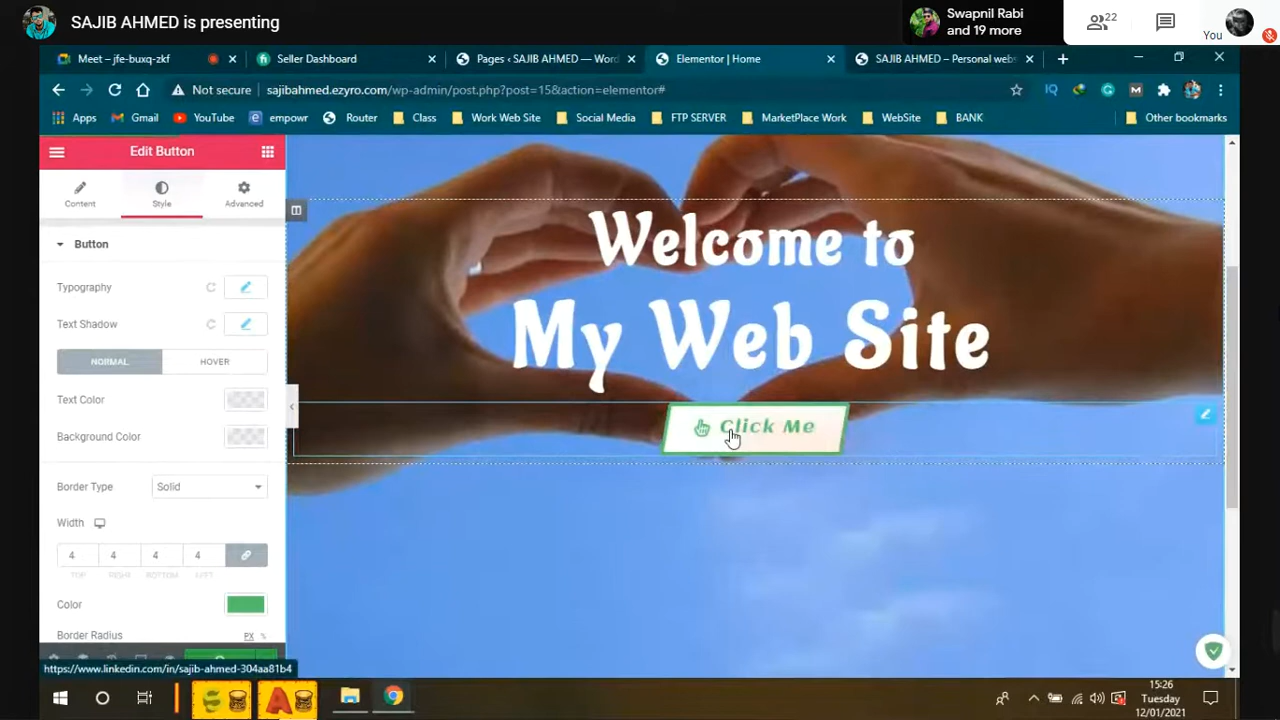 SAJIB AHMED is presenting
Swapnil Rabi
and 19 more
22
You
Meet – jfe-buxq-zkf
Seller Dashboard
Pages ‹ SAJIB AHMED — Word
Elementor | Home
SAJIB AHMED – Personal webs
Not secure
sajibahmed.ezyro.com/wp-admin/post.php?post=15&action=elementor#
Apps
Gmail
YouTube
empowr
Router
Class
Work Web Site
Social Media
FTP SERVER
MarketPlace Work
WebSite
BANK
Other bookmarks
Edit Button
Content
Style
Advanced
Button
Typography
Text Shadow
NORMAL
HOVER
Text Color
Background Color
Border Type
Solid
Width
4
4
4
4
TOP
RIGHT
BOTTOM
LEFT
Color
Border Radius
PX
%
Welcome to
My Web Site
Click Me
https://www.linkedin.com/in/sajib-ahmed-304aa81b4
15:26
Tuesday
12/01/2021